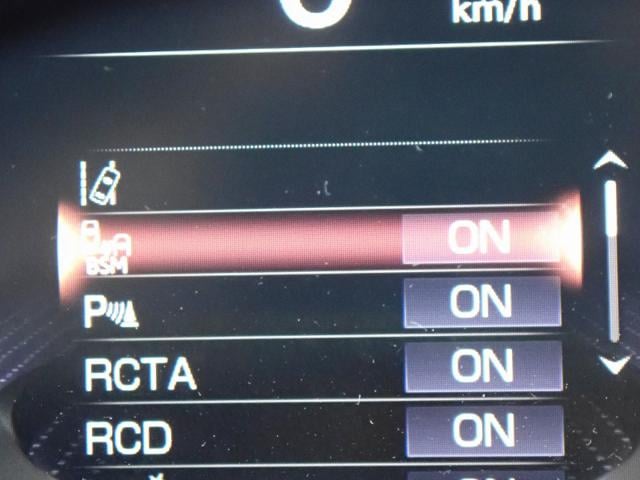 km/h
BSM ON
P ON
RCTA ON
RCD ON